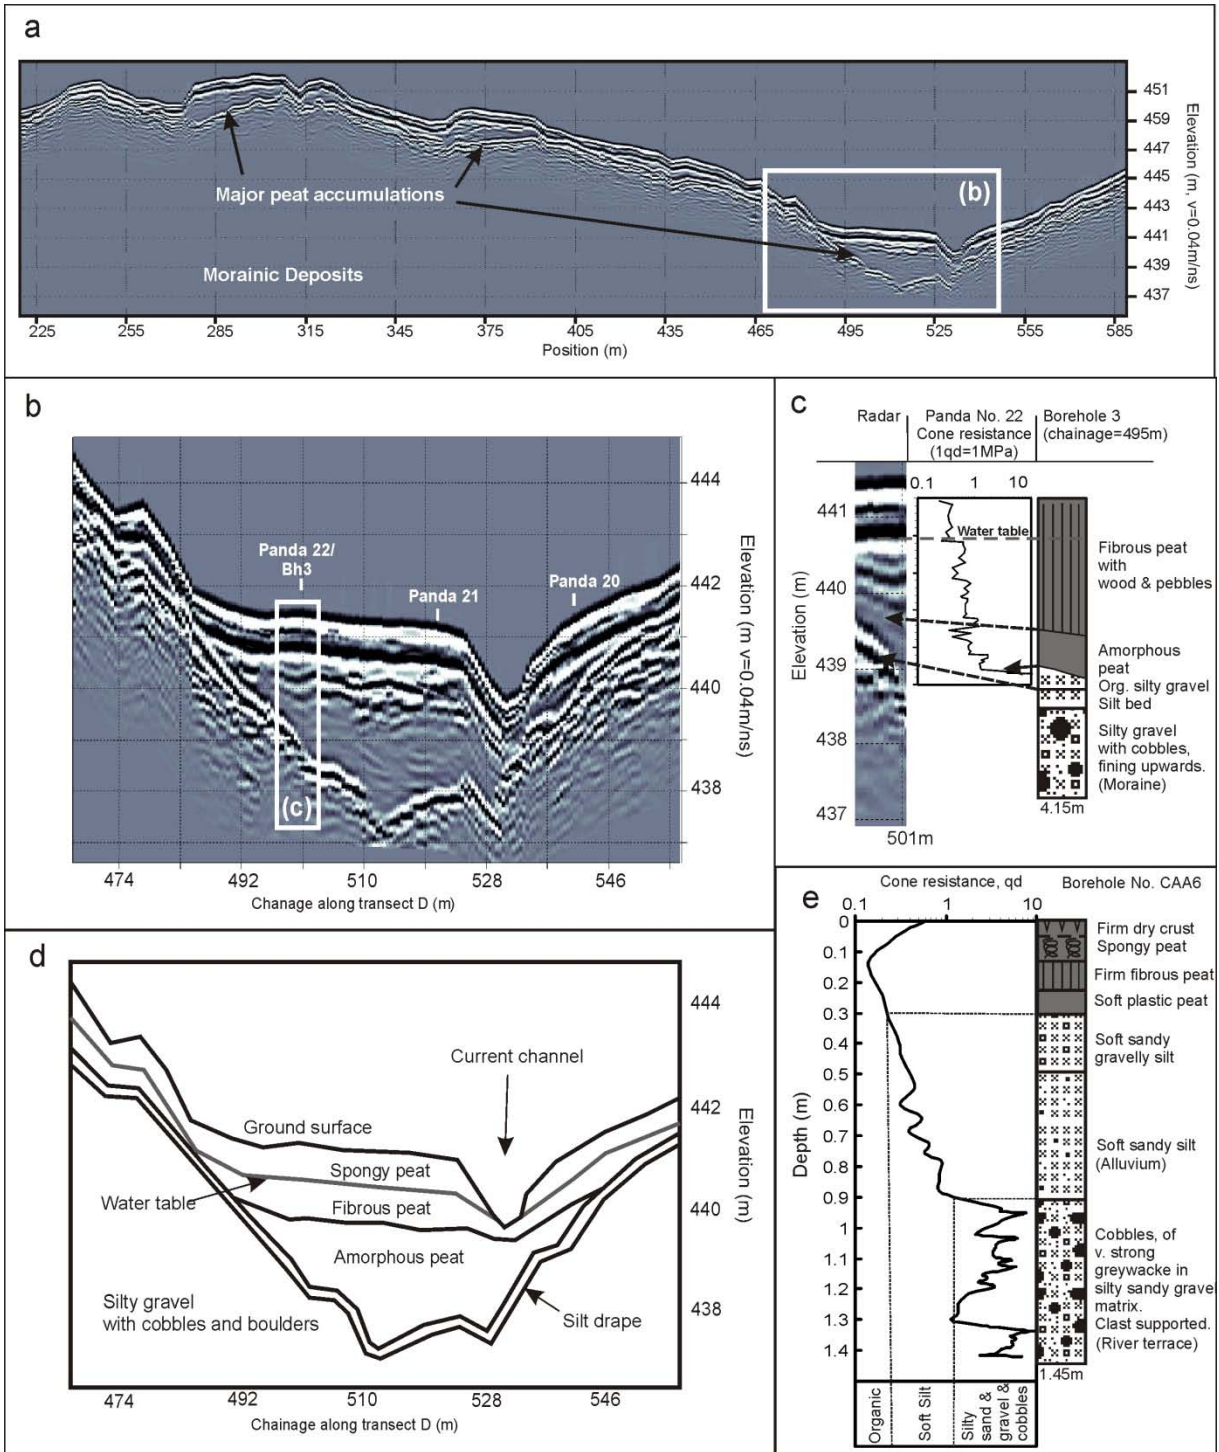 a
451
459
447
445
443
441
439
437
Elevation (m, v=0.04m/ns)
Major peat accumulations
(b)
Morainic Deposits
225
255
285
315
345
375
405
435
465
495
525
555
585
Position (m)
b
444
442
440
438
Elevation (m v=0.04m/ns)
Panda 22/
Bh3
Panda 21
Panda 20
(c)
474
492
510
528
546
Chanage along transect D (m)
c
Radar
Panda No. 22
Cone resistance
(1qd=1MPa)
Borehole 3
(chainage=495m)
0.1
1
10
441
440
439
438
437
Elevation (m)
Water table
Fibrous peat
with
wood & pebbles
Amorphous
peat
Org. silty gravel
Silt bed
Silty gravel
with cobbles,
fining upwards.
(Moraine)
4.15m
501m
d
444
442
440
438
Elevation (m)
Current channel
Ground surface
Spongy peat
Water table
Fibrous peat
Amorphous peat
Silty gravel
with cobbles and boulders
Silt drape
474
492
510
528
546
Chainage along transect D (m)
e
Cone resistance, qd
Borehole No. CAA6
0.1
1
10
0
0.1
0.2
0.3
0.4
0.5
0.6
0.7
0.8
0.9
1
1.1
1.2
1.3
1.4
Depth (m)
Firm dry crust
Spongy peat
Firm fibrous peat
Soft plastic peat
Soft sandy
gravelly silt
Soft sandy silt
(Alluvium)
Cobbles, of
v. strong
greywacke in
silty sandy gravel
matrix.
Clast supported.
(River terrace)
1.45m
Organic
Soft Silt
Silty
sand &
gravel &
cobbles